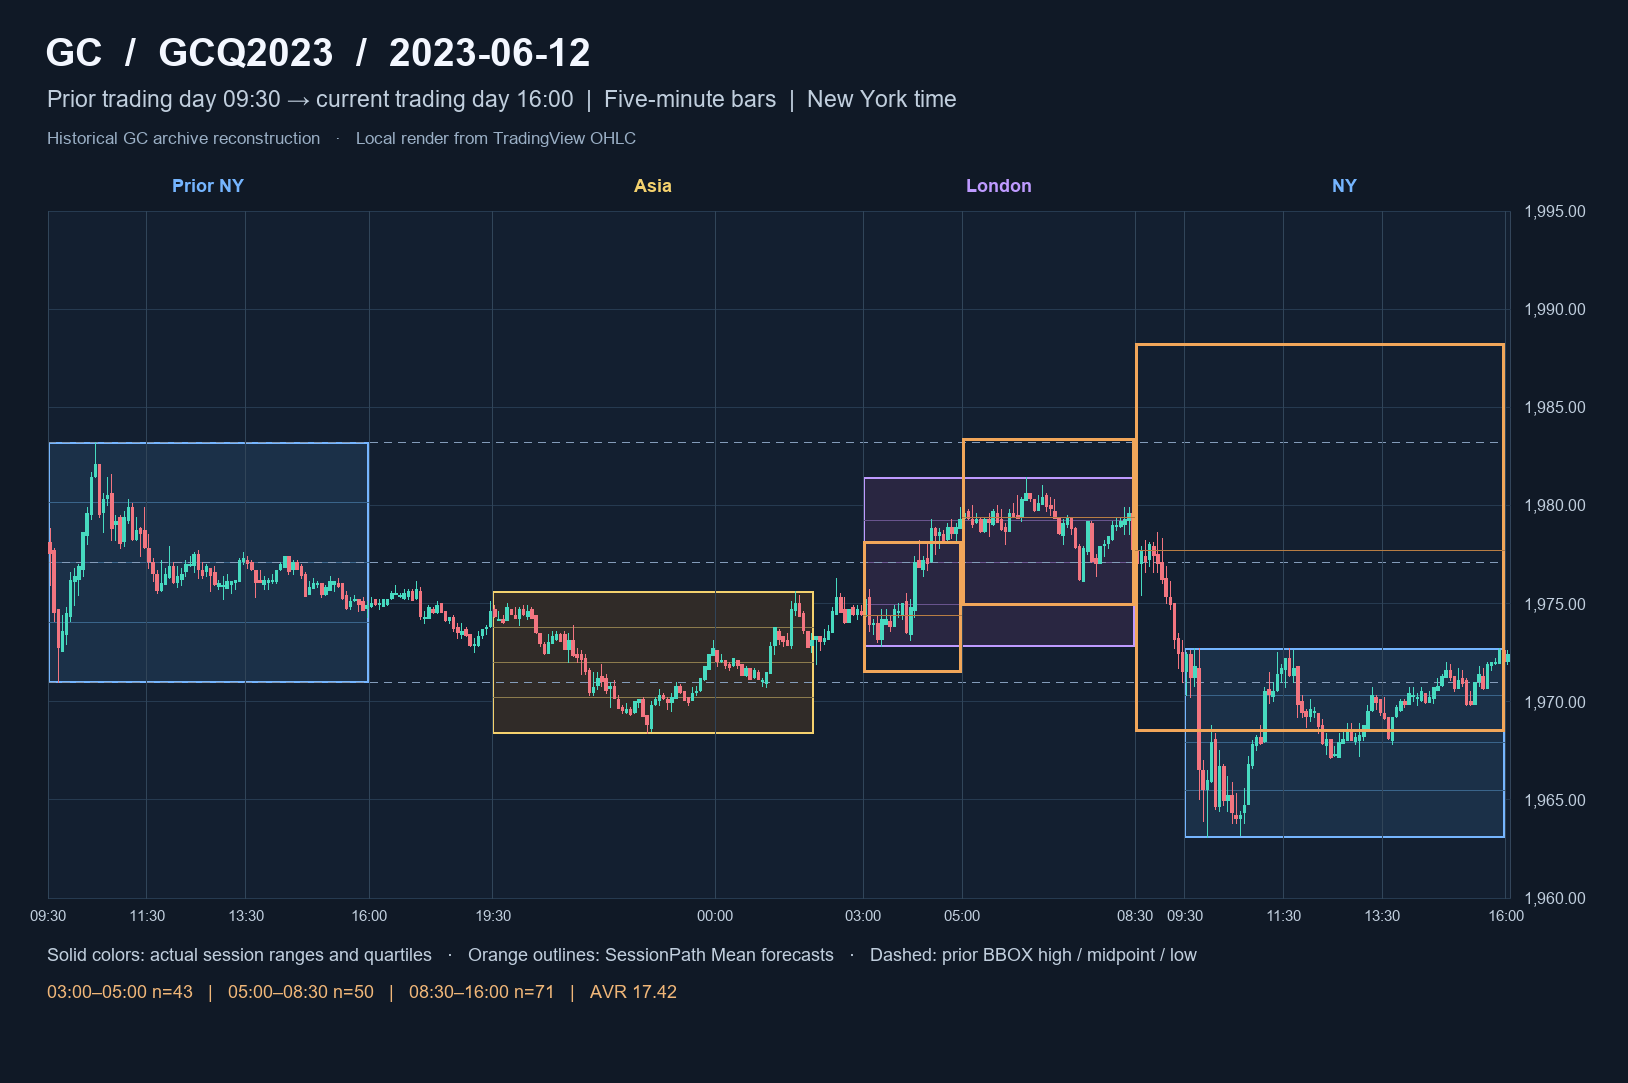 GC / GCQ2023 / 2023-06-12
Prior trading day 09:30 → current trading day 16:00 | Five-minute bars | New York time
Historical GC archive reconstruction · Local render from TradingView OHLC
Prior NY Asia London NY
1,995.00
1,990.00
1,985.00
1,980.00
1,975.00
1,970.00
1,965.00
1,960.00
09:30 11:30 13:30 16:00 19:30 00:00 03:00 05:00 08:30 09:30 11:30 13:30 16:00
Solid colors: actual session ranges and quartiles · Orange outlines: SessionPath Mean forecasts · Dashed: prior BBOX high / midpoint / low
03:00–05:00 n=43 | 05:00–08:30 n=50 | 08:30–16:00 n=71 | AVR 17.42